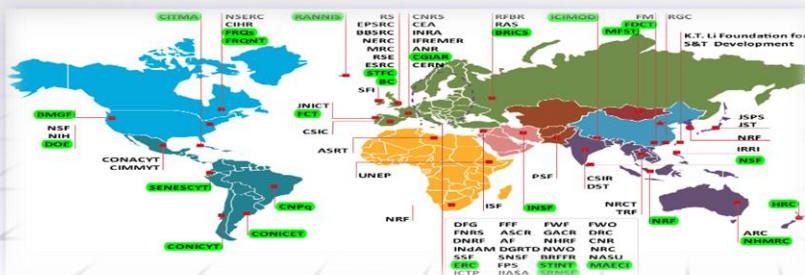 CITMA
NSERC
CIHR
FRQs
FRQNT
RANNIS
RS
EPSRC
BBSRC
NERC
MRC
RSE
ESRC
STFC
BC
SFI
CNRS
CEA
INRA
IFREMER
ANR
CGIAR
CERN
RFBR
RAS
BRICS
ICIMOD
FM
FDCT
MFST
RGC
K.T. Li Foundation for
S&T Development
BMGF
NSF
NIH
DOE
JNICT
FCT
CSIC
JSPS
JST
NRF
IRRI
NSF
CONACYT
CIMMYT
SENESCYT
CNPq
CONICET
CONICYT
ASRT
UNEP
NRF
ISF
INSF
PSF
CSIR
DST
NRCT
TRF
NRF
HRC
ARC
NHMRC
DFG FFF FWF FWO
FNRS ASCR GACR DRC
DNRF AF NHRF CNR
INdAM DGRTD NWO NRC
SSF SNSF BRFFR NASU
ERC FPS STINT MAECI
ICTP IIASA SRNSF